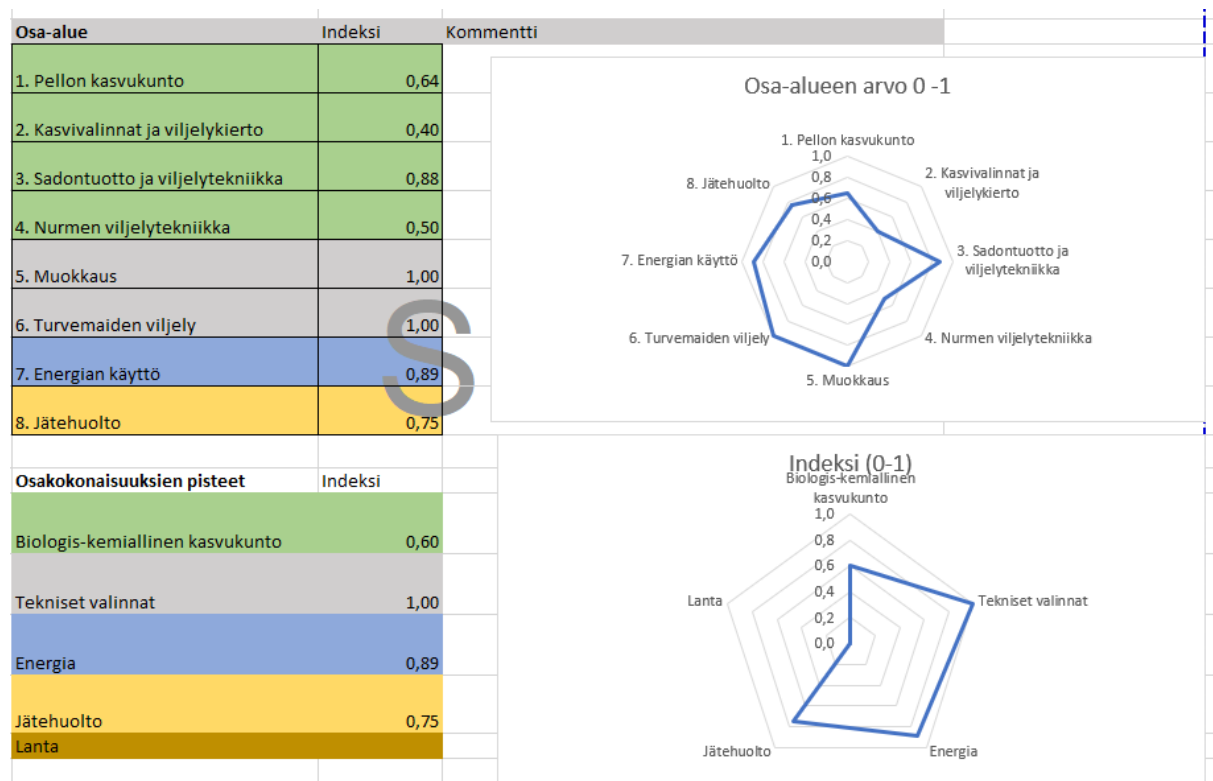 Osa-alue Indeksi Kommentti
1. Pellon kasvukunto 0,64
2. Kasvivalinnat ja viljelykierto 0,40
3. Sadontuotto ja viljelytekniikka 0,88
4. Nurmen viljelytekniikka 0,50
5. Muokkaus 1,00
6. Turvemaiden viljely 1,00
7. Energian käyttö 0,89
8. Jätehuolto 0,75
S
Osa-alueen arvo 0 -1
1. Pellon kasvukunto
2. Kasvivalinnat ja
viljelykierto
3. Sadontuotto ja
viljelytekniikka
4. Nurmen viljelytekniikka
5. Muokkaus
6. Turvemaiden viljely
7. Energian käyttö
8. Jätehuolto
1,0
0,8
0,6
0,4
0,2
0,0
Osakokonaisuuksien pisteet Indeksi
Biologis-kemiallinen kasvukunto 0,60
Tekniset valinnat 1,00
Energia 0,89
Jätehuolto 0,75
Lanta
Indeksi (0-1)
Biologis-kemiallinen
kasvukunto
Tekniset valinnat
Energia
Jätehuolto
Lanta
1,0
0,8
0,6
0,4
0,2
0,0